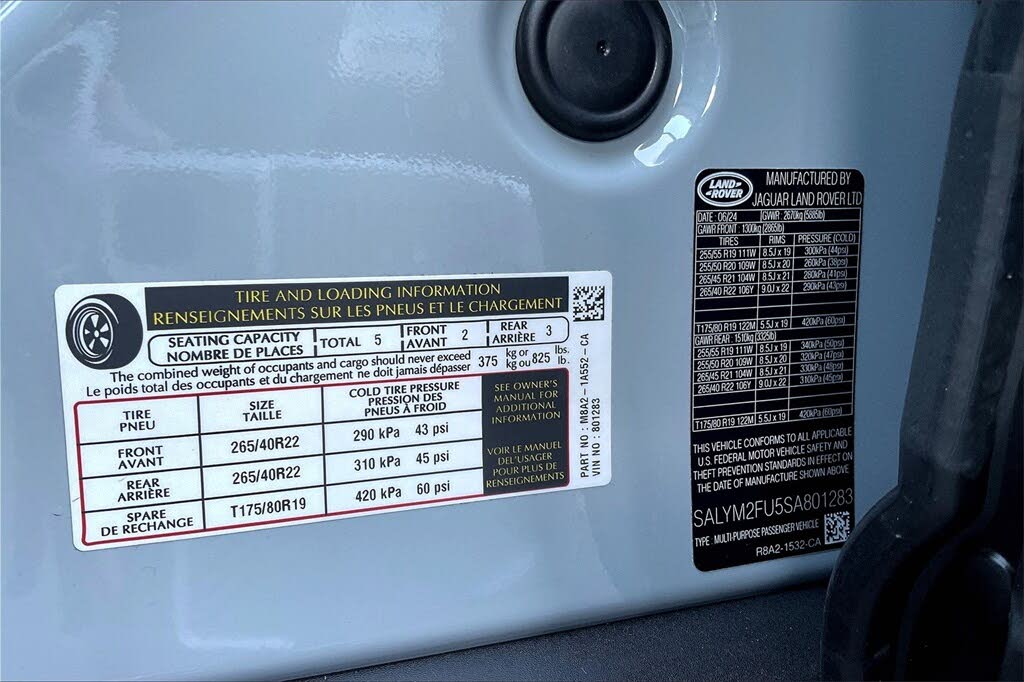 TIRE AND LOADING INFORMATION
RENSEIGNEMENTS SUR LES PNEUS ET LE CHARGEMENT
SEATING CAPACITY
NOMBRE DE PLACES
TOTAL 5
FRONT
AVANT 2
REAR
ARRIÈRE 3
The combined weight of occupants and cargo should never exceed 375 kg or 825 lbs.
Le poids total des occupants et du chargement ne doit jamais dépasser kg ou lb.
TIRE
PNEU
SIZE
TAILLE
COLD TIRE PRESSURE
PRESSION DES
PNEUS À FROID
FRONT
AVANT
265/40R22
290 kPa 43 psi
REAR
ARRIÈRE
265/40R22
310 kPa 45 psi
SPARE
DE RECHANGE
T175/80R19
420 kPa 60 psi
SEE OWNER'S
MANUAL FOR
ADDITIONAL
INFORMATION
VOIR LE MANUEL
DEL'USAGER
POUR PLUS DE
RENSEIGNEMENTS
PART NO - M8A2 - 1A552 - CA
VIN NO : 801283
LAND
ROVER
MANUFACTURED BY
JAGUAR LAND ROVER LTD
DATE: 06/24 GVWR: 2670kg (5885lb)
GAWR FRONT: 1300kg (2865lb)
TIRES RIMS PRESSURE (COLD)
255/55 R19 111W 8.5J x 19 300kPa (44psi)
255/50 R20 109W 8.5J x 20 260kPa (38psi)
265/45 R21 104W 8.5J x 21 280kPa (41psi)
265/40 R22 106Y 9.0J x 22 290kPa (43psi)
T175/80 R19 122M 5.5J x 19 420kPa (60psi)
GAWR REAR: 1510kg (3325lb)
255/55 R19 111W 8.5J x 19 340kPa (50psi)
255/50 R20 109W 8.5J x 20 320kPa (47psi)
265/45 R21 104W 8.5J x 21 330kPa (48psi)
265/40 R22 106Y 9.0J x 22 310kPa (45psi)
T175/80 R19 122M 5.5J x 19 420kPa (60psi)
THIS VEHICLE CONFORMS TO ALL APPLICABLE
U.S. FEDERAL MOTOR VEHICLE SAFETY AND
THEFT PREVENTION STANDARDS IN EFFECT ON
THE DATE OF MANUFACTURE SHOWN ABOVE
SALYM2FU5SA801283
TYPE: MULTI-PURPOSE PASSENGER VEHICLE
R8A2-1532-CA